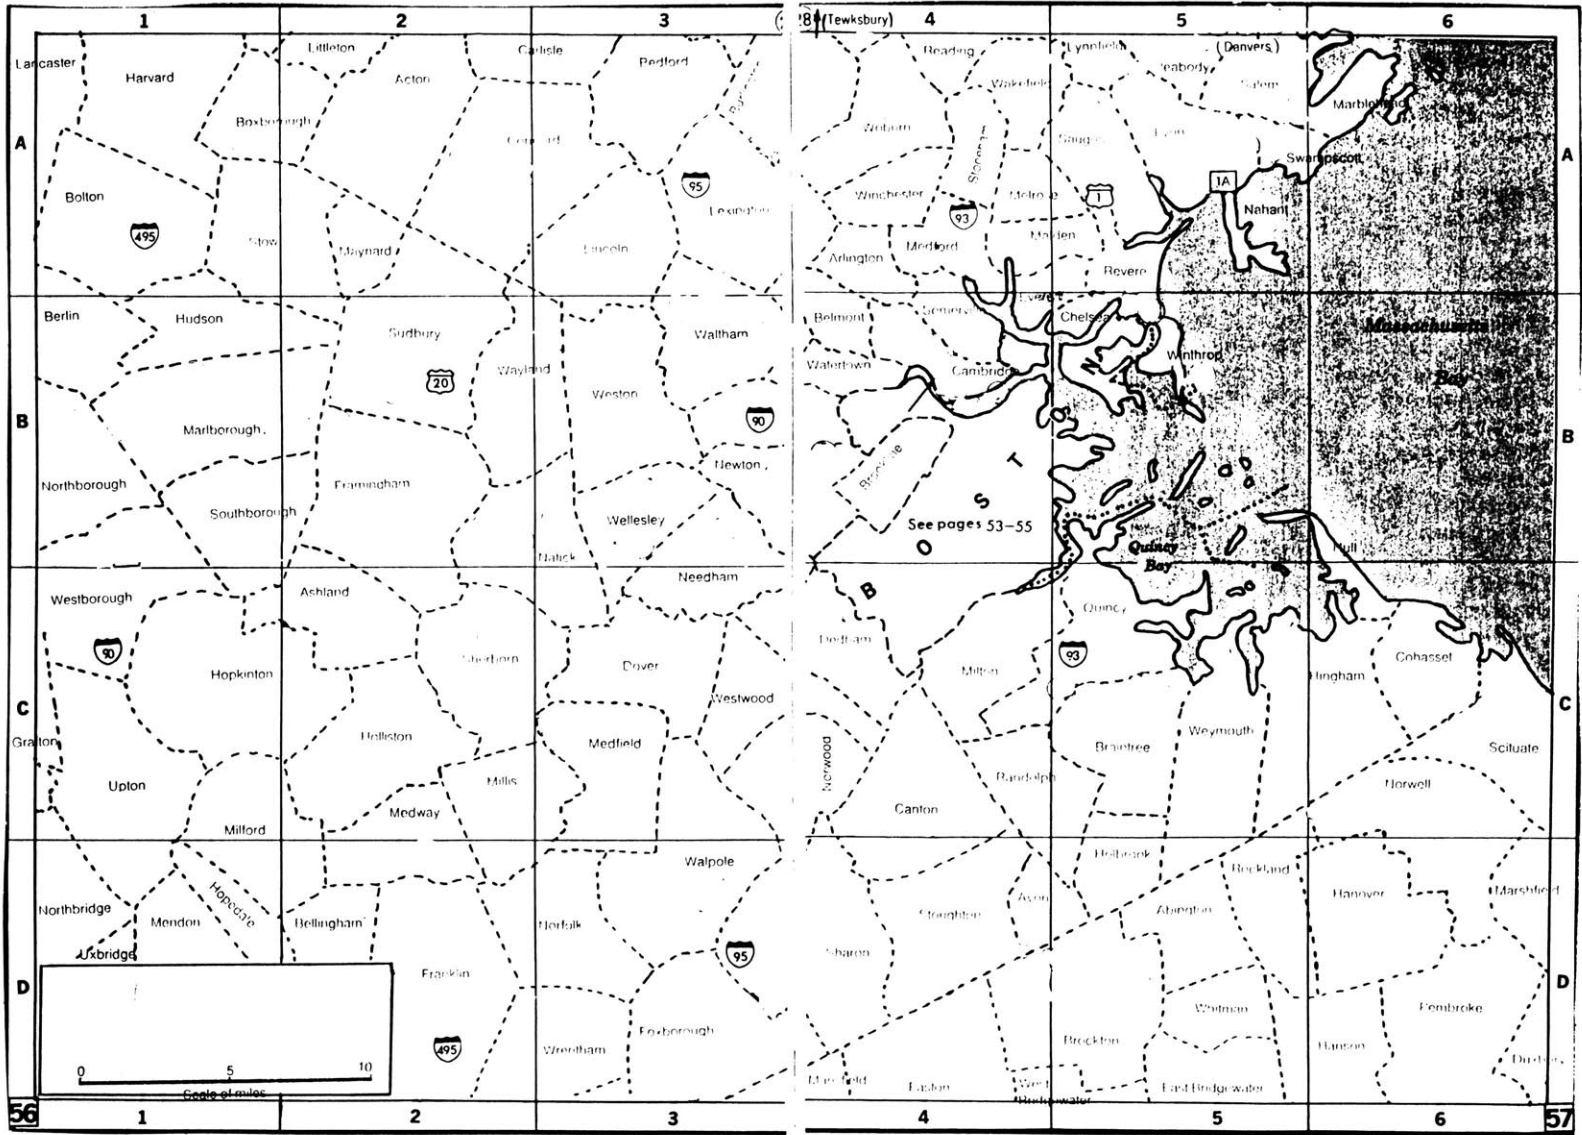 1 2 3 4 5 6
(Tewksbury)
Lancaster
Harvard
Littleton
Acton
Carlisle
Bedford
Reading
Lynnfield
(Danvers)
Peabody
Wakefield
Salem
Marblehead
A
Boxborough
Concord
Woburn
Stoneham
Saugus
Lynn
Swampscott
A
Bolton
495
Stow
Maynard
95
Lexington
Lincoln
Winchester
93
Melrose
1
1A
Nahant
Arlington
Medford
Malden
Revere
Berlin
Hudson
Sudbury
Waltham
Belmont
Somerville
Everett
Chelsea
Massachusetts
Bay
20
Wayland
Weston
Watertown
Cambridge
Winthrop
B
Marlborough
90
Newton
Brookline
B
Northborough
Southborough
Framingham
Wellesley
Natick
See pages 53–55
BOSTON
Quincy
Bay
Hull
Westborough
Ashland
Needham
Quincy
90
Hopkinton
Sherborn
Dover
Westwood
Dedham
Milton
93
Hingham
Cohasset
C
Grafton
Upton
Holliston
Medfield
Millis
Norwood
Randolph
Braintree
Weymouth
Scituate
C
Milford
Medway
Canton
Norwell
Walpole
Holbrook
Rockland
Hanover
Marshfield
Northbridge
Mendon
Hopedale
Bellingham
Norfolk
Stoughton
Avon
Abington
Uxbridge
95
Sharon
D
Franklin
Whitman
Pembroke
D
495
Wrentham
Foxborough
Brockton
Hanson
Duxbury
0 5 10
Scale of miles
Mansfield
Easton
West
Bridgewater
East Bridgewater
56 1 2 3 4 5 6 57